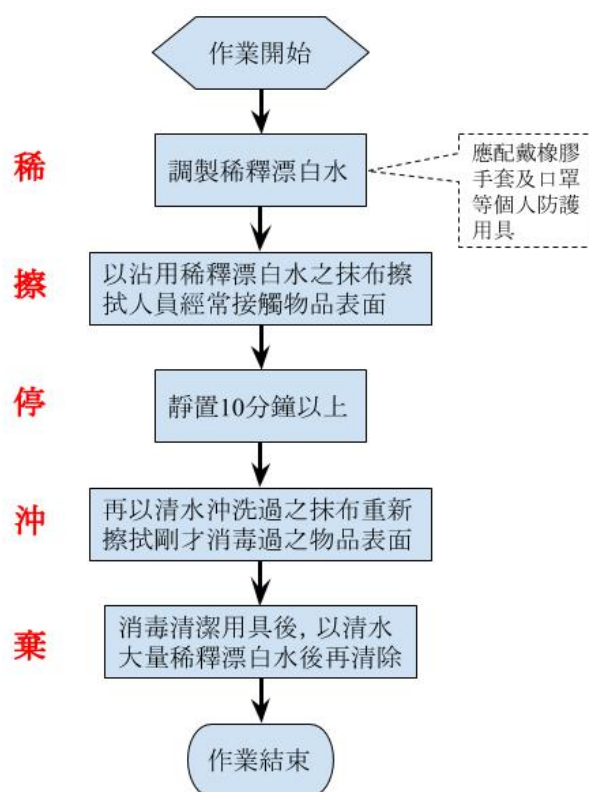 作業開始
稀
調製稀釋漂白水
應配戴橡膠
手套及口罩
等個人防護
用具
擦
以沾用稀釋漂白水之抹布擦
拭人員經常接觸物品表面
停
靜置10分鐘以上
沖
再以清水沖洗過之抹布重新
擦拭剛才消毒過之物品表面
棄
消毒清潔用具後, 以清水
大量稀釋漂白水後再清除
作業結束